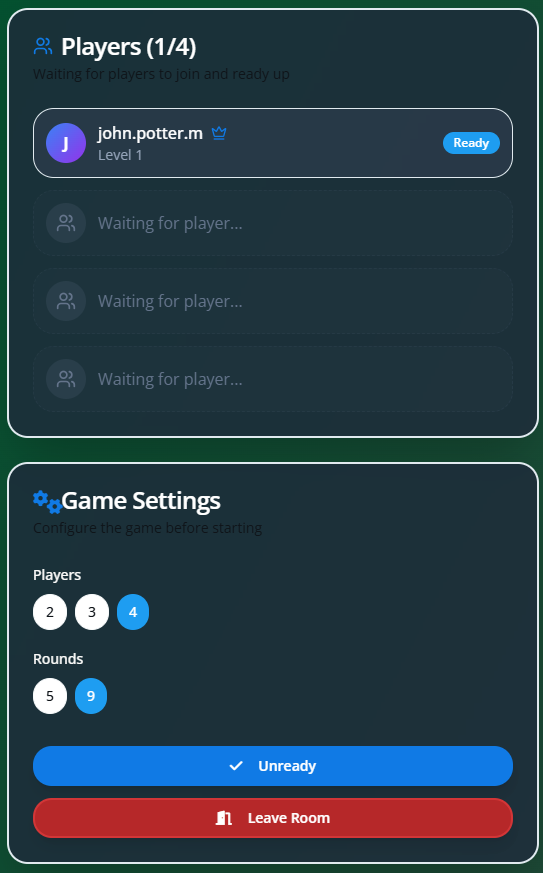 Players (1/4)
Waiting for players to join and ready up
J
john.potter.m
Level 1
Ready
Waiting for player...
Waiting for player...
Waiting for player...
Game Settings
Configure the game before starting
Players
2 3 4
Rounds
5 9
Unready
Leave Room